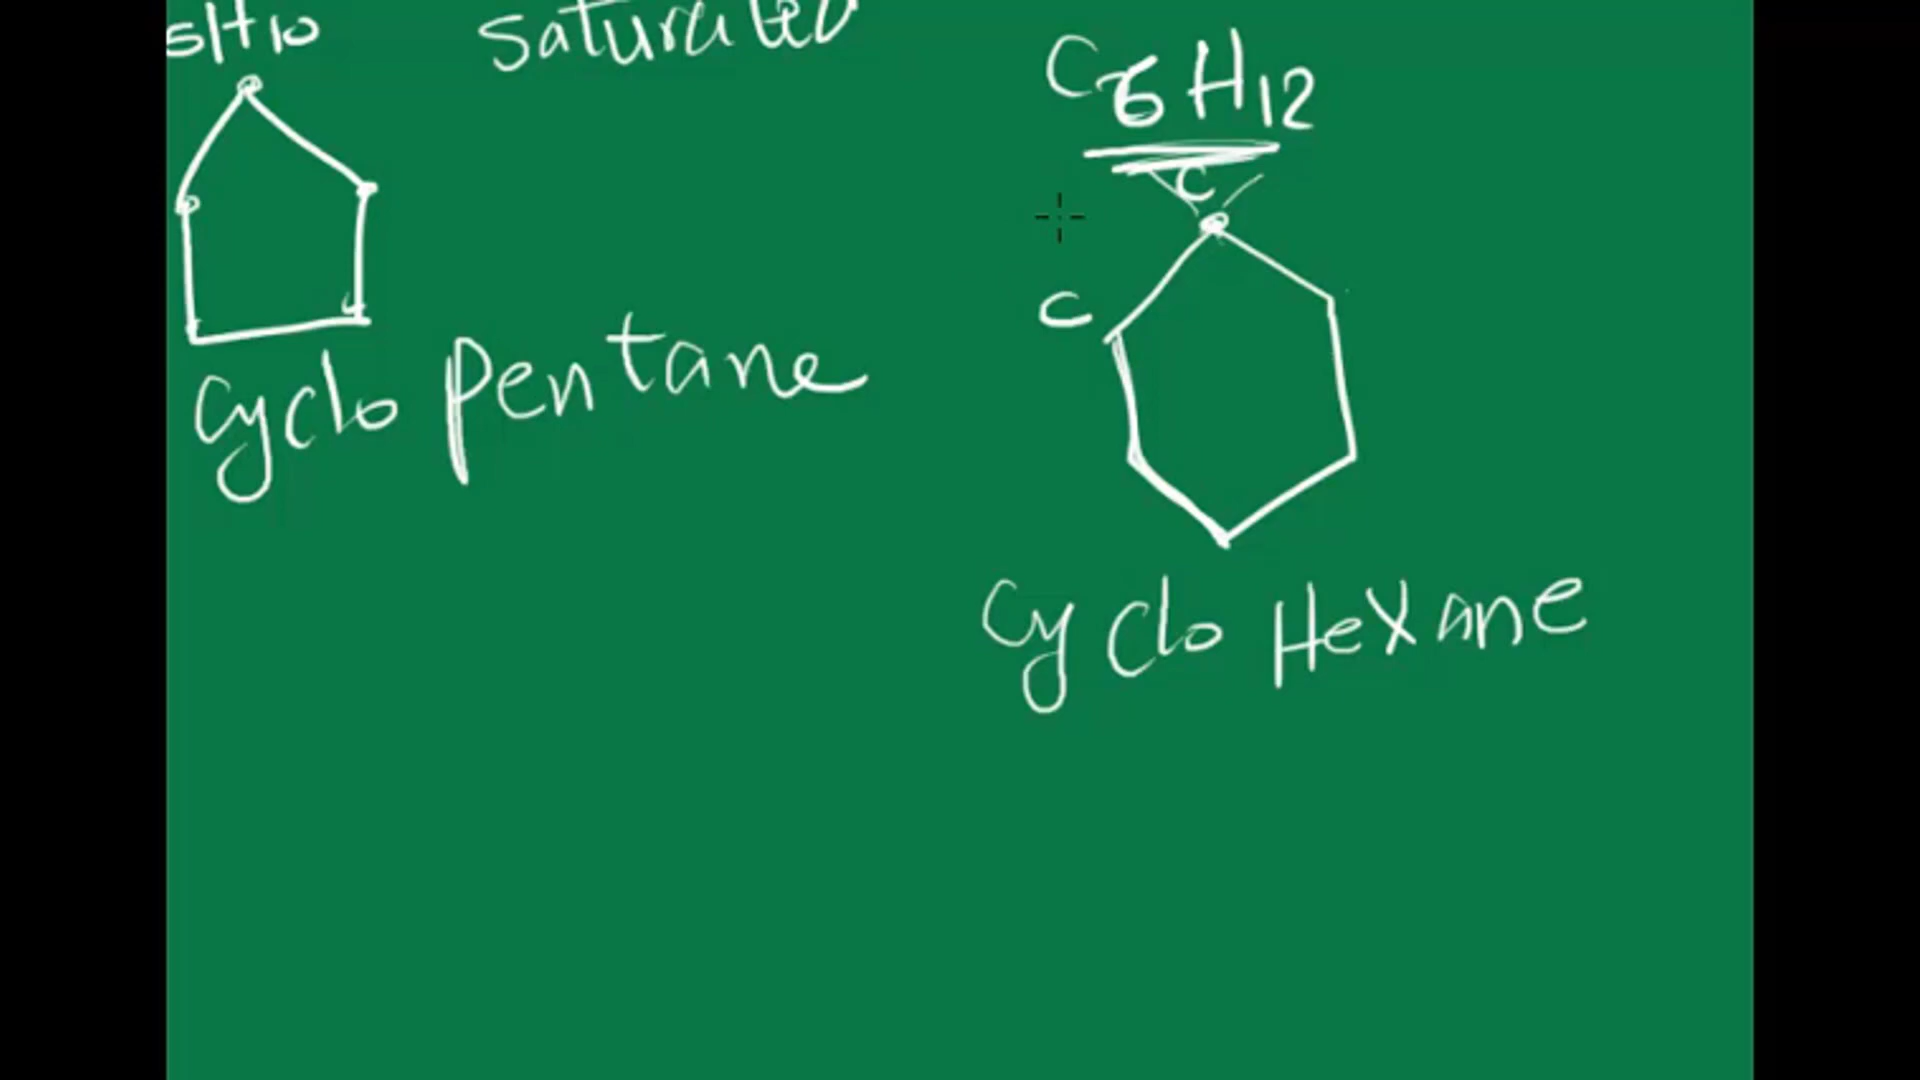 5H10
saturated
Cyclo pentane
C6H12
C
C
Cyclo HeXane